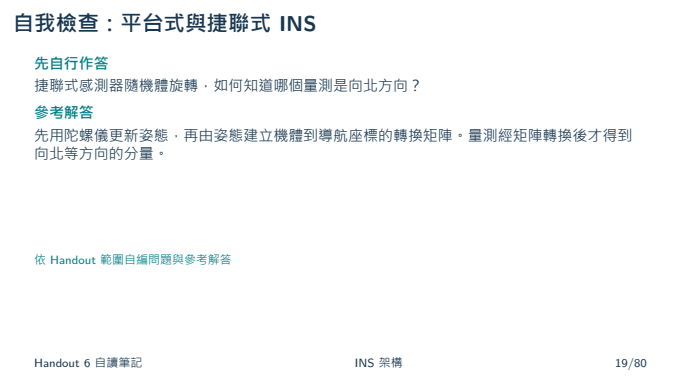 自我檢查：平台式與捷聯式 INS
先自行作答
捷聯式感測器隨機體旋轉，如何知道哪個量測是向北方向？
參考解答
先用陀螺儀更新姿態，再由姿態建立機體到導航座標的轉換矩陣。量測經矩陣轉換後才得到
向北等方向的分量。
依 Handout 範圍自編問題與參考解答
Handout 6 自讀筆記
INS 架構
19/80